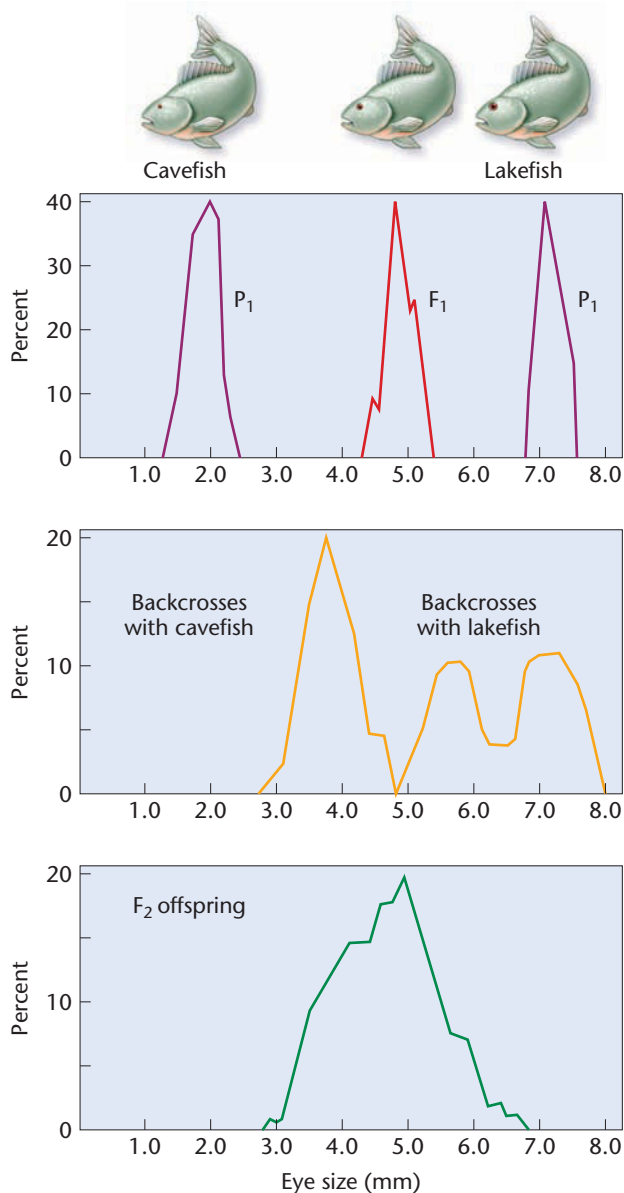 Cavefish
Lakefish
Percent
40
30
20
10
0
P1
F1
P1
1.0 2.0 3.0 4.0 5.0 6.0 7.0 8.0
Percent
20
10
0
Backcrosses
with cavefish
Backcrosses
with lakefish
1.0 2.0 3.0 4.0 5.0 6.0 7.0 8.0
Percent
20
10
0
F2 offspring
1.0 2.0 3.0 4.0 5.0 6.0 7.0 8.0
Eye size (mm)